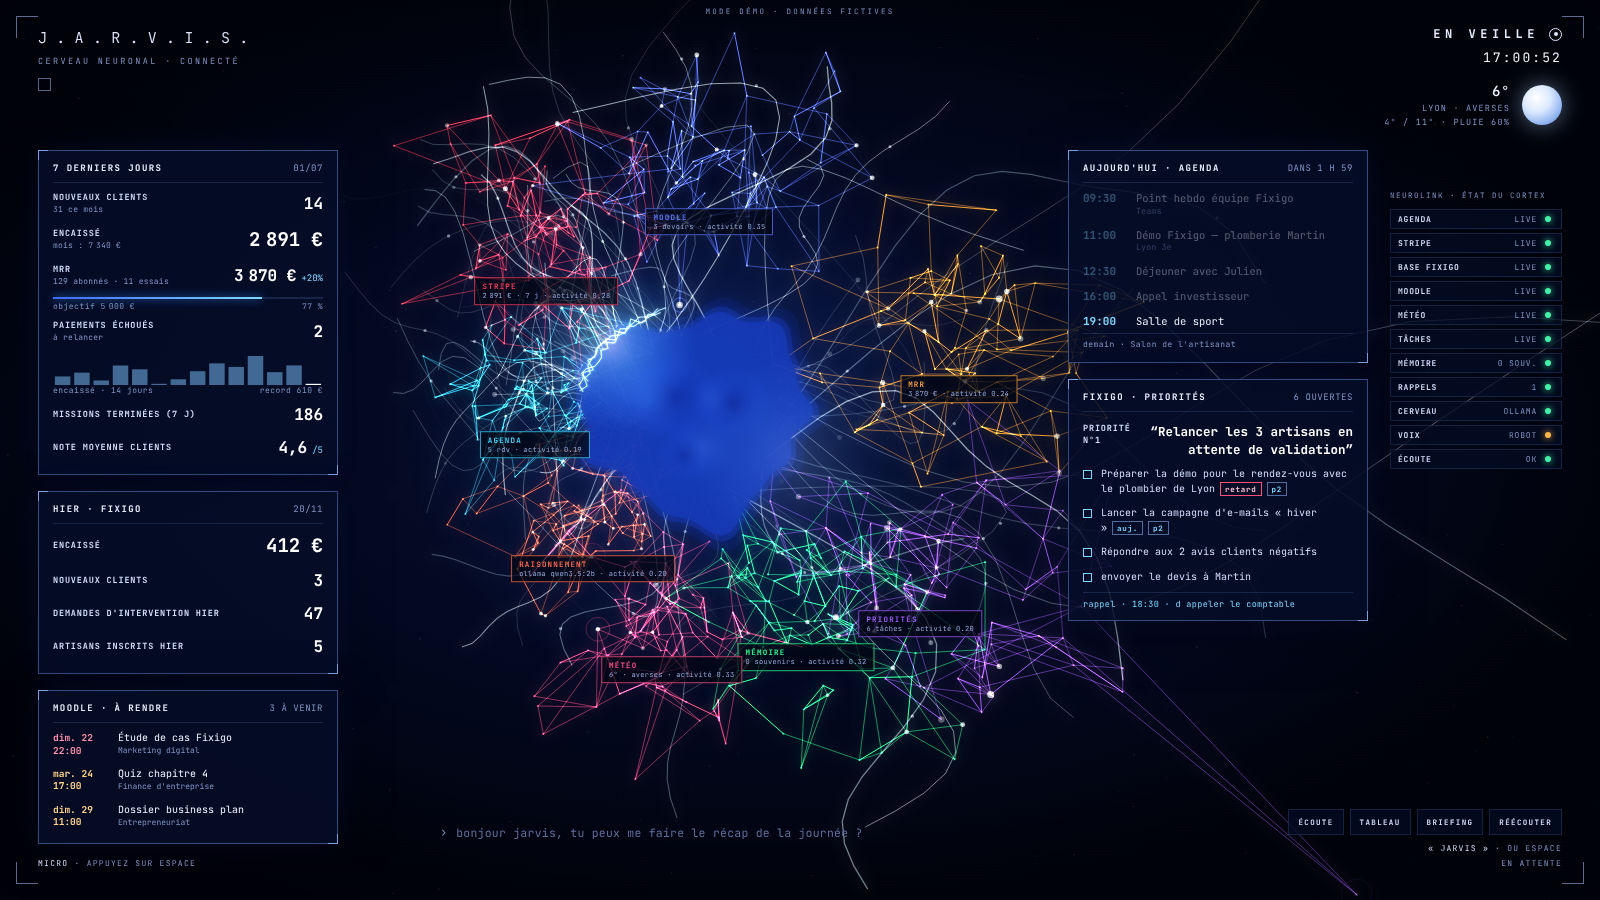 MODE DÉMO · DONNÉES FICTIVES
J.A.R.V.I.S.
CERVEAU NEURONAL · CONNECTÉ
EN VEILLE
17:00:52
6°
LYON · AVERSES
4° / 11° · PLUIE 60%
7 DERNIERS JOURS 01/07
NOUVEAUX CLIENTS 14
31 ce mois
ENCAISSÉ 2 891 €
mois : 7 340 €
MRR 3 870 € +20%
129 abonnés · 11 essais
objectif 5 000 € 77 %
PAIEMENTS ÉCHOUÉS 2
à relancer
encaissé · 14 jours record 610 €
MISSIONS TERMINÉES (7 J) 186
NOTE MOYENNE CLIENTS 4,6 /5
HIER · FIXIGO 20/11
ENCAISSÉ 412 €
NOUVEAUX CLIENTS 3
DEMANDES D'INTERVENTION HIER 47
ARTISANS INSCRITS HIER 5
MOODLE · À RENDRE 3 À VENIR
dim. 22 Étude de cas Fixigo
22:00 Marketing digital
mar. 24 Quiz chapitre 4
17:00 Finance d'entreprise
dim. 29 Dossier business plan
11:00 Entrepreneuriat
MICRO · APPUYEZ SUR ESPACE
MOODLE
3 devoirs · activité 0.35
STRIPE
2 891 € · 7 j · activité 0.28
MRR
3 870 € · activité 0.24
AGENDA
5 rdv · activité 0.19
RAISONNEMENT
ollama qwen3.5:2b · activité 0.20
PRIORITÉS
6 tâches · activité 0.20
MÉMOIRE
0 souvenirs · activité 0.32
MÉTÉO
6° · averses · activité 0.33
› bonjour jarvis, tu peux me faire le récap de la journée ?
AUJOURD'HUI · AGENDA DANS 1 H 59
09:30 Point hebdo équipe Fixigo
Teams
11:00 Démo Fixigo — plomberie Martin
Lyon 3e
12:30 Déjeuner avec Julien
16:00 Appel investisseur
19:00 Salle de sport
demain · Salon de l'artisanat
FIXIGO · PRIORITÉS 6 OUVERTES
PRIORITÉ N°1
“Relancer les 3 artisans en
attente de validation”
Préparer la démo pour le rendez-vous avec
le plombier de Lyon retard p2
Lancer la campagne d'e-mails « hiver
» auj. p2
Répondre aux 2 avis clients négatifs
envoyer le devis à Martin
rappel · 18:30 · d appeler le comptable
NEUROLINK · ÉTAT DU CORTEX
AGENDA LIVE
STRIPE LIVE
BASE FIXIGO LIVE
MOODLE LIVE
MÉTÉO LIVE
TÂCHES LIVE
MÉMOIRE 0 SOUV.
RAPPELS 1
CERVEAU OLLAMA
VOIX ROBOT
ÉCOUTE OK
ÉCOUTE TABLEAU BRIEFING RÉÉCOUTER
« JARVIS » · OU ESPACE
EN ATTENTE